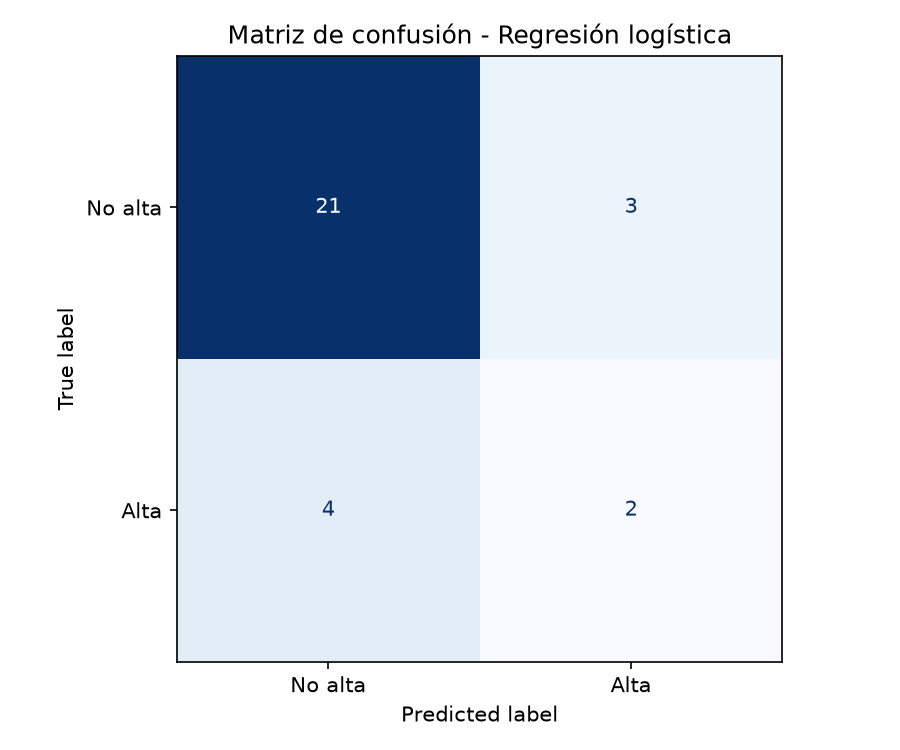 Matriz de confusión - Regresión logística
No alta
21
3
True label
Alta
4
2
No alta
Alta
Predicted label